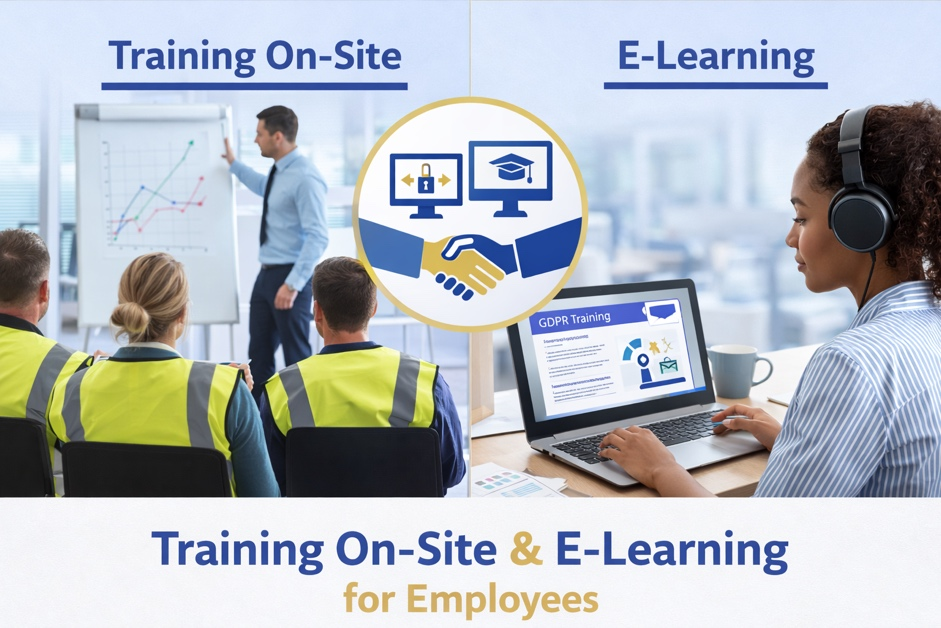 Training On-Site
E-Learning
GDPR Training
Training On-Site & E-Learning
for Employees